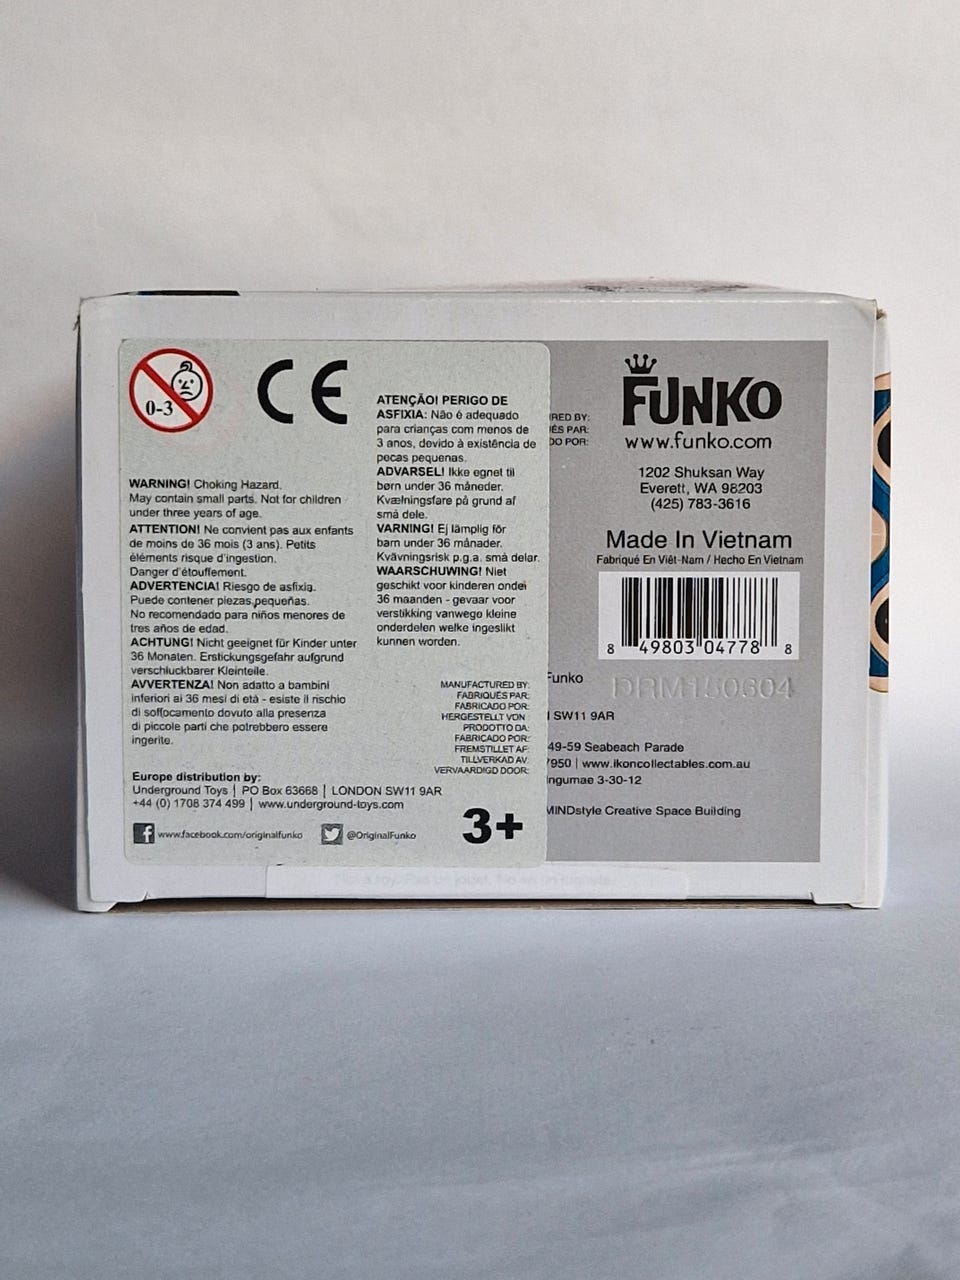 0-3
CE
WARNING! Choking Hazard.
May contain small parts. Not for children
under three years of age.
ATTENTION! Ne convient pas aux enfants
de moins de 36 mois (3 ans). Petits
éléments risque d'ingestion.
Danger d'étouffement.
ADVERTENCIA! Riesgo de asfixia.
Puede contener piezas pequeñas.
No recomendado para niños menores de
tres años de edad.
ACHTUNG! Nicht geeignet für Kinder unter
36 Monaten. Erstickungsgefahr aufgrund
verschluckbarer Kleinteile.
AVVERTENZA! Non adatto a bambini
inferiori ai 36 mesi di età - esiste il rischio
di soffocamento dovuto alla presenza
di piccole parti che potrebbero essere
ingerite.
ATENÇÃO! PERIGO DE
ASFIXIA: Não é adequado
para crianças com menos de
3 anos, devido à existência de
pecas pequenas.
ADVARSEL! Ikke egnet til
børn under 36 måneder.
Kvælningsfare på grund af
små dele.
VARNING! Ej lämplig för
barn under 36 månader.
Kvävningsrisk p.g.a. små delar.
WAARSCHUWING! Niet
geschikt voor kinderen onder
36 maanden - gevaar voor
verstikking vanwege kleine
onderdelen welke ingeslikt
kunnen worden.
MANUFACTURED BY:
FABRIQUÉS PAR:
FABRICADO POR:
HERGESTELLT VON :
PRODOTTO DA:
FABRICADO POR:
FREMSTILLET AF:
TILLVERKAD AV:
VERVAARDIGD DOOR:
Europe distribution by:
Underground Toys | PO Box 63668 | LONDON SW11 9AR
+44 (0) 1708 374 499 | www.underground-toys.com
www.facebook.com/originalfunko
@OriginalFunko
3+
RED BY:
ÉS PAR:
DO POR:
FUNKO
www.funko.com
1202 Shuksan Way
Everett, WA 98203
(425) 783-3616
Made In Vietnam
Fabriqué En Viêt-Nam / Hecho En Vietnam
8 49803 04778 8
Funko
DRM150604
SW11 9AR
49-59 Seabeach Parade
7950 | www.ikoncollectables.com.au
ngumae 3-30-12
MINDstyle Creative Space Building